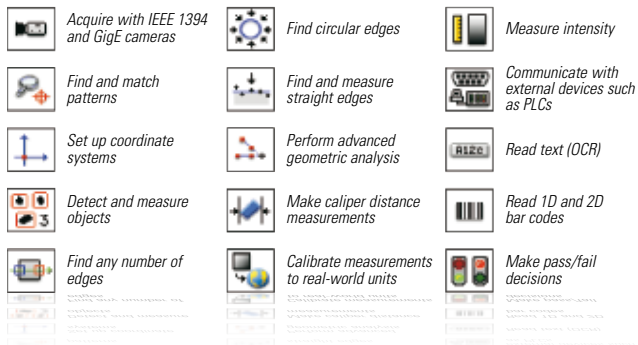 Acquire with IEEE 1394
and GigE cameras
Find and match
patterns
Set up coordinate
systems
Detect and measure
objects
3
Find any number of
edges
Find circular edges
Find and measure
straight edges
Perform advanced
geometric analysis
Make caliper distance
measurements
Calibrate measurements
to real-world units
Measure intensity
Communicate with
external devices such
as PLCs
A12C
Read text (OCR)
Read 1D and 2D
bar codes
Make pass/fail
decisions